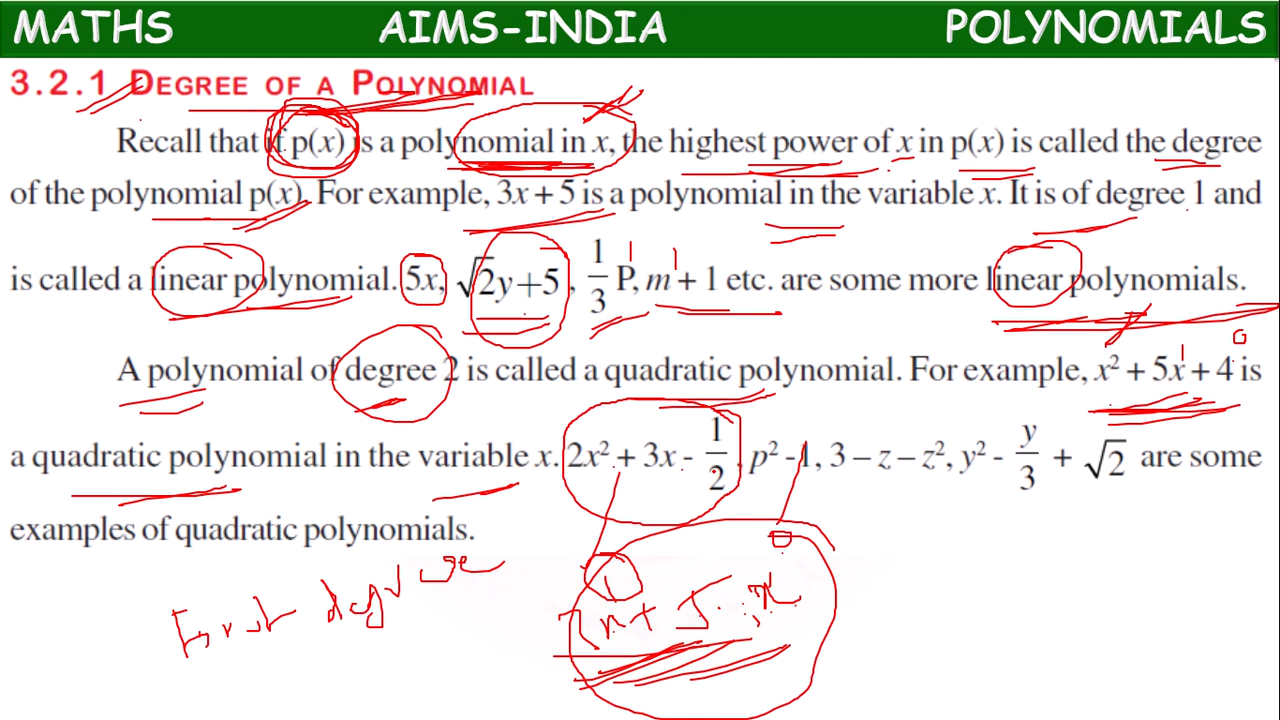 MATHS AIMS-INDIA POLYNOMIALS
3.2.1 DEGREE OF A POLYNOMIAL
Recall that if p(x) is a polynomial in x, the highest power of x in p(x) is called the degree
of the polynomial p(x). For example, 3x + 5 is a polynomial in the variable x. It is of degree 1 and
is called a linear polynomial. 5x, √2y+5, 1/3 P, m + 1 etc. are some more linear polynomials.
A polynomial of degree 2 is called a quadratic polynomial. For example, x² + 5x + 4 is
a quadratic polynomial in the variable x. 2x² + 3x - 1/2, p² -1, 3 – z – z², y² - y/3 + √2 are some
examples of quadratic polynomials.
First degree